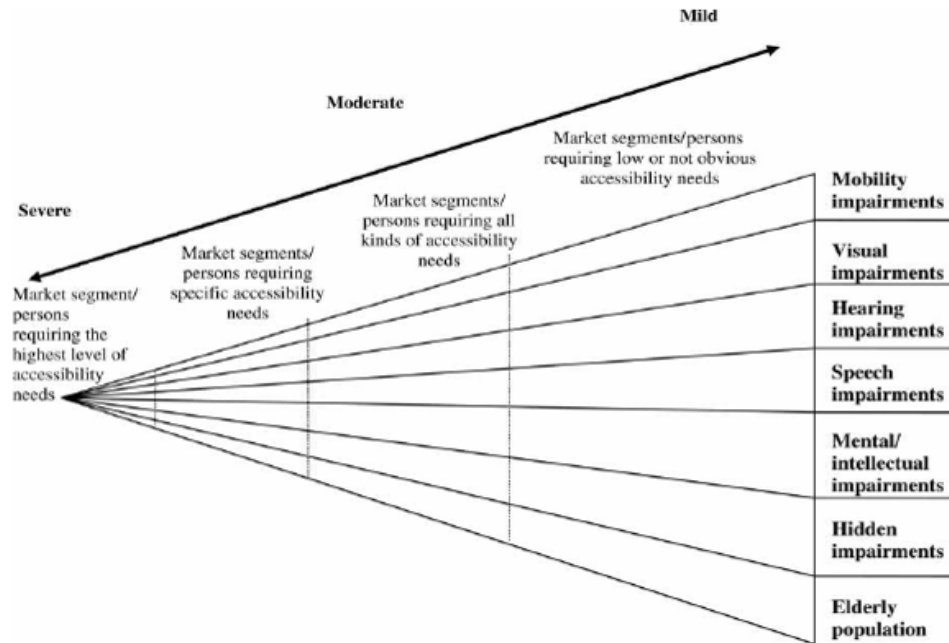 Mild
Moderate
Severe
Market segments/persons
requiring low or not obvious
accessibility needs
Market segments/
persons requiring all
kinds of accessibility
needs
Market segments/
persons requiring
specific accessibility
needs
Market segment/
persons
requiring the
highest level of
accessibility
needs
Mobility
impairments
Visual
impairments
Hearing
impairments
Speech
impairments
Mental/
intellectual
impairments
Hidden
impairments
Elderly
population